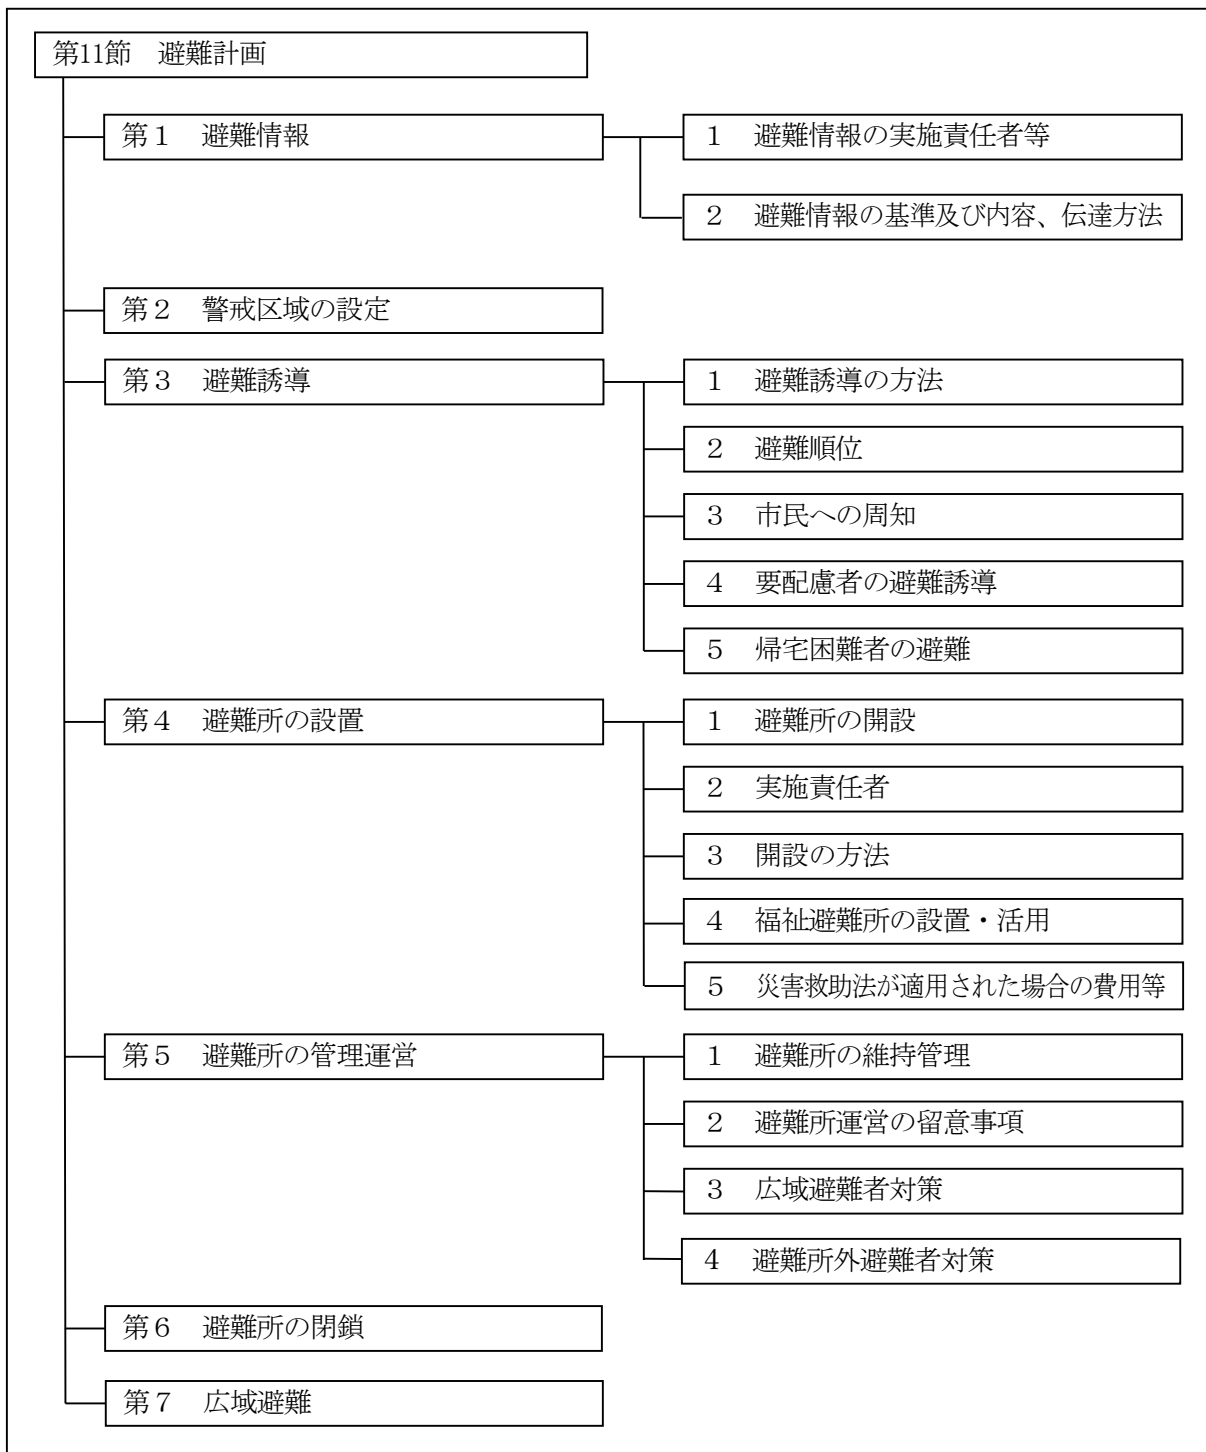 第11節　避難計画
第１　避難情報
１　避難情報の実施責任者等
２　避難情報の基準及び内容、伝達方法
第２　警戒区域の設定
第３　避難誘導
１　避難誘導の方法
２　避難順位
３　市民への周知
４　要配慮者の避難誘導
５　帰宅困難者の避難
第４　避難所の設置
１　避難所の開設
２　実施責任者
３　開設の方法
４　福祉避難所の設置・活用
５　災害救助法が適用された場合の費用等
第５　避難所の管理運営
１　避難所の維持管理
２　避難所運営の留意事項
３　広域避難者対策
４　避難所外避難者対策
第６　避難所の閉鎖
第７　広域避難